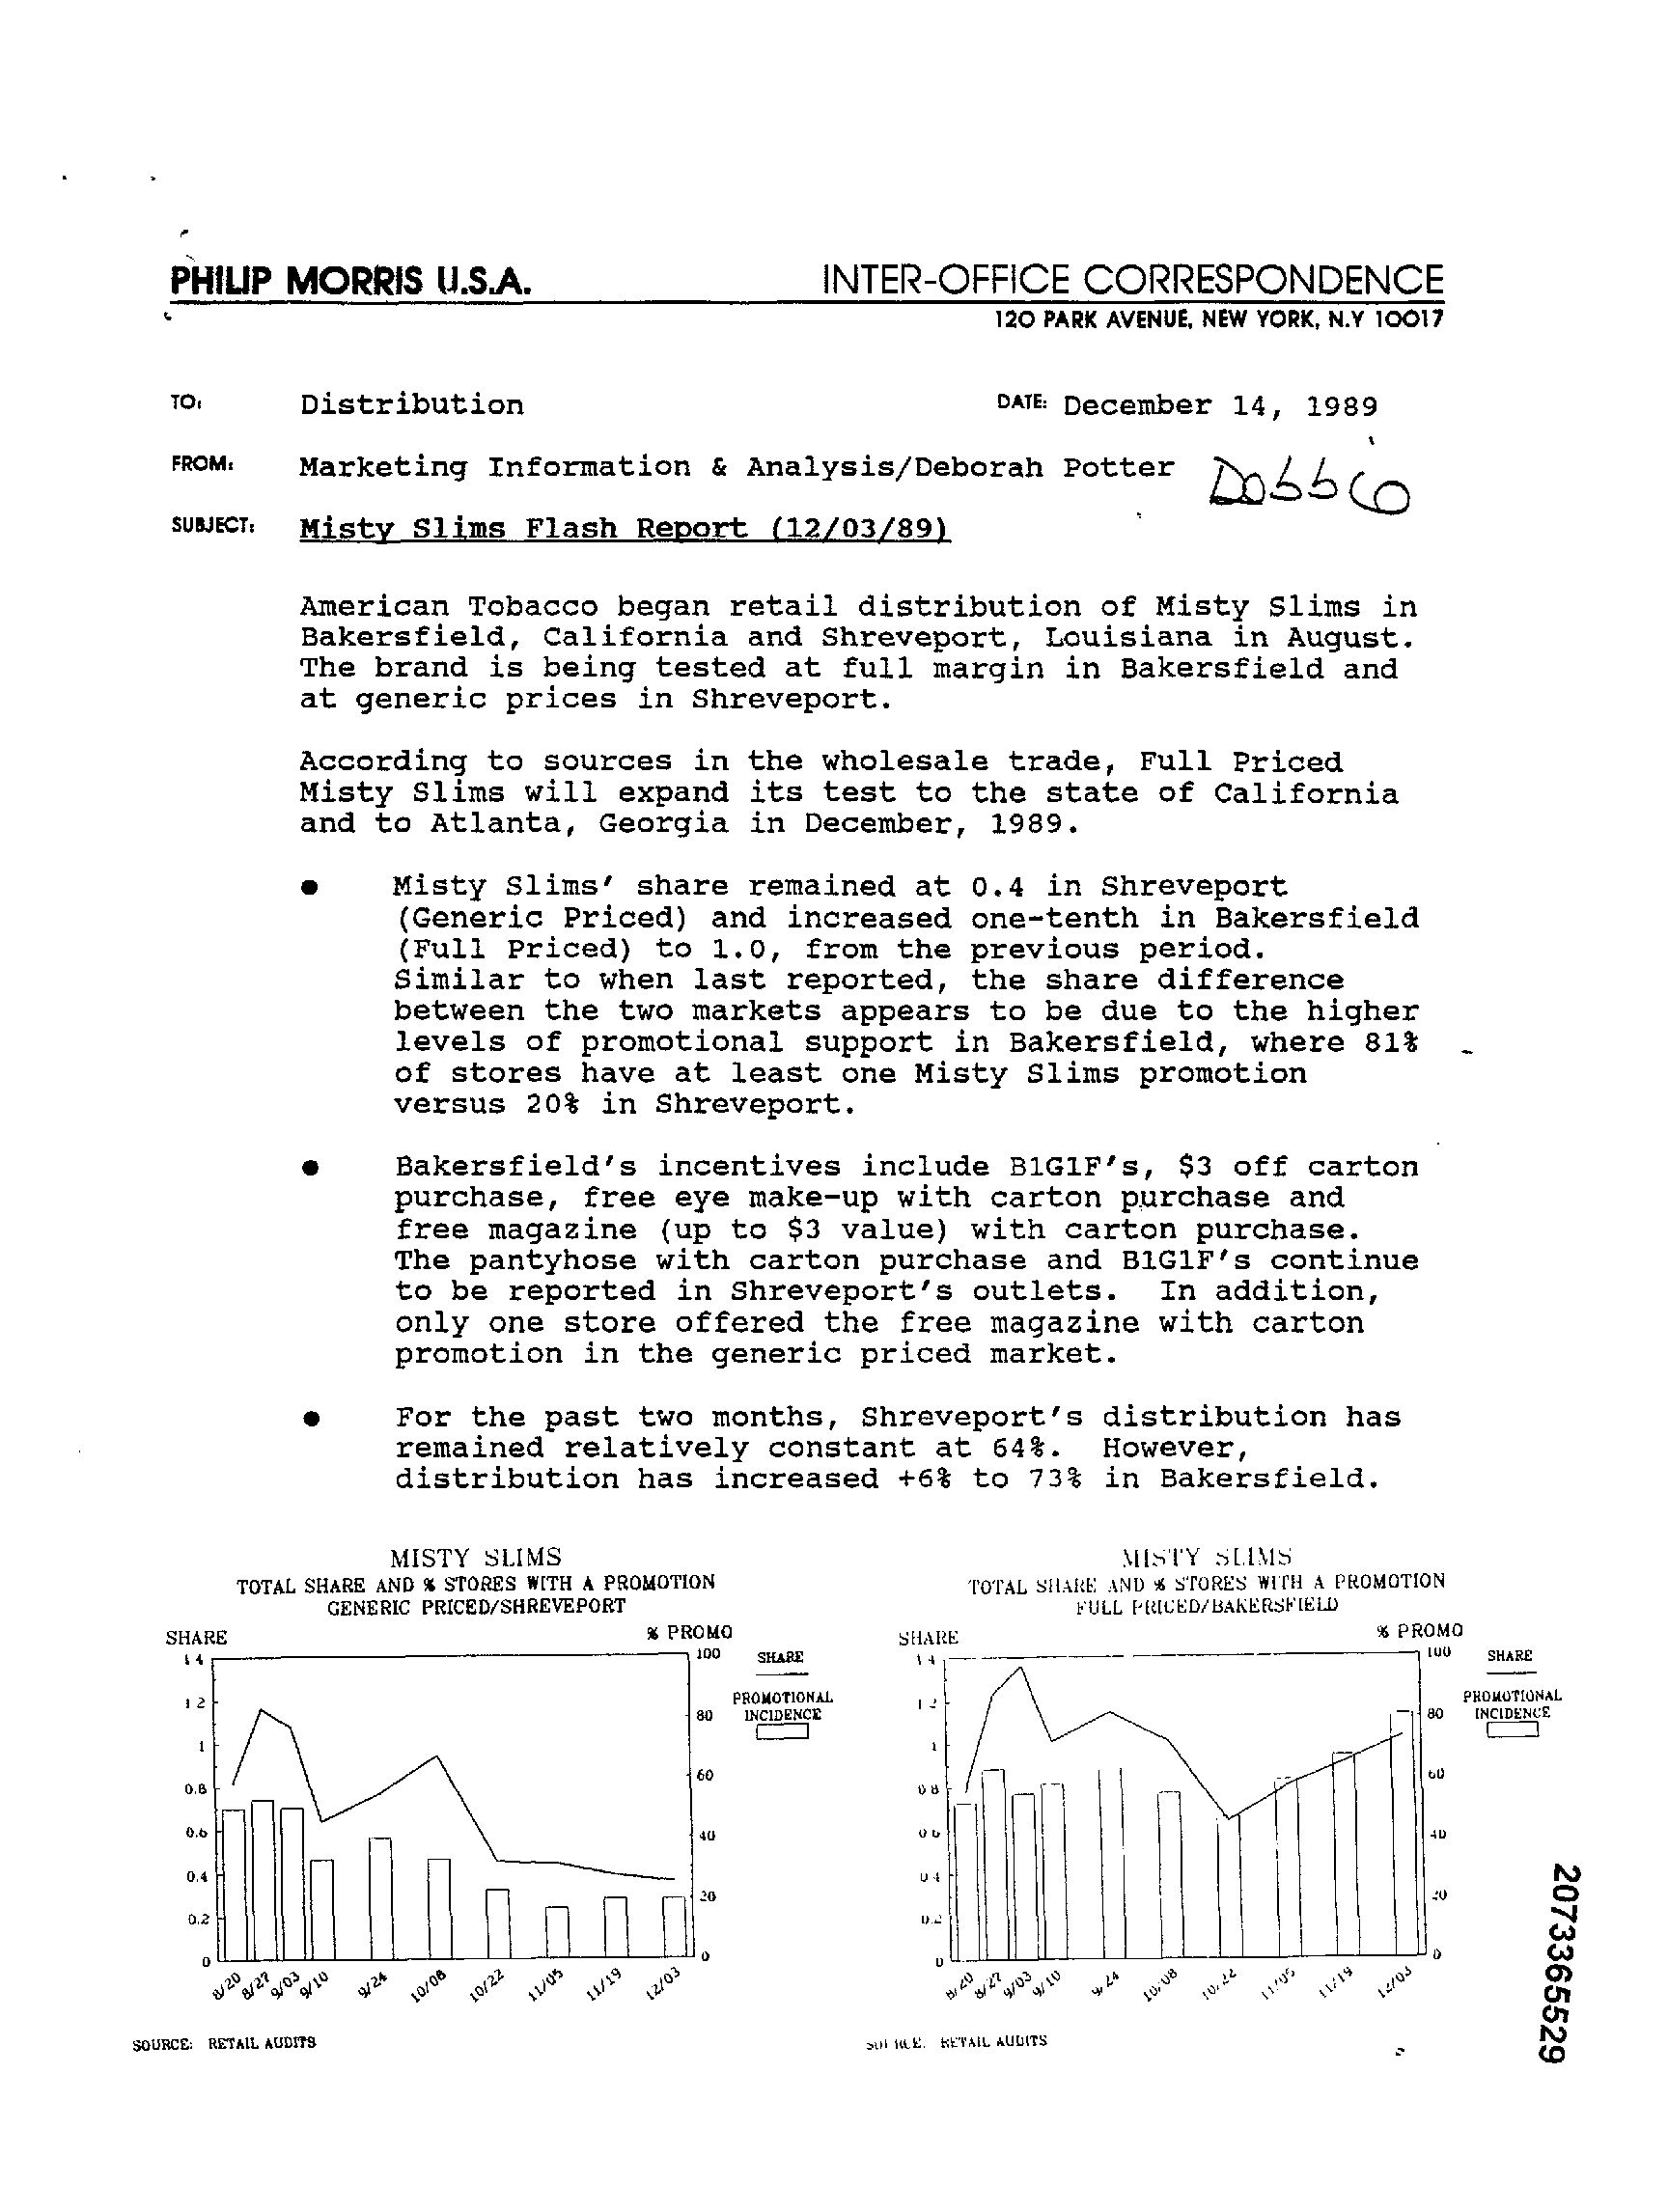 PHILIP MORRIS U.S.A. INTER-OFFICE CORRESPONDENCE
120 PARK AVENUE, NEW YORK, N.Y 10017
TO: Distribution DATE: December 14, 1989
FROM: Marketing Information & Analysis/Deborah Potter
SUBJECT: Misty Slims Flash Report (12/03/89)
American Tobacco began retail distribution of Misty Slims in
Bakersfield, California and Shreveport, Louisiana in August.
The brand is being tested at full margin in Bakersfield and
at generic prices in Shreveport.
According to sources in the wholesale trade, Full Priced
Misty Slims will expand its test to the state of California
and to Atlanta, Georgia in December, 1989.
● Misty Slims' share remained at 0.4 in Shreveport
(Generic Priced) and increased one-tenth in Bakersfield
(Full Priced) to 1.0, from the previous period.
Similar to when last reported, the share difference
between the two markets appears to be due to the higher
levels of promotional support in Bakersfield, where 81%
of stores have at least one Misty Slims promotion
versus 20% in Shreveport.
● Bakersfield's incentives include B1G1F's, $3 off carton
purchase, free eye make-up with carton purchase and
free magazine (up to $3 value) with carton purchase.
The pantyhose with carton purchase and B1G1F's continue
to be reported in Shreveport's outlets. In addition,
only one store offered the free magazine with carton
promotion in the generic priced market.
● For the past two months, Shreveport's distribution has
remained relatively constant at 64%. However,
distribution has increased +6% to 73% in Bakersfield.
MISTY SLIMS
TOTAL SHARE AND % STORES WITH A PROMOTION
GENERIC PRICED/SHREVEPORT
SHARE % PROMO
1.4 100 SHARE
1.2 PROMOTIONAL
80 INCIDENCE
1
60
0.8
0.6 40
0.4
20
0.2
0 0
8/20 8/27 9/03 9/10 9/24 10/08 10/22 11/05 11/19 12/03
SOURCE: RETAIL AUDITS
MISTY SLIMS
TOTAL SHARE AND % STORES WITH A PROMOTION
FULL PRICED/BAKERSFIELD
SHARE % PROMO
1.4 100 SHARE
1.2 PROMOTIONAL
80 INCIDENCE
1
60
0.8
0.6 40
0.4
20
0.2
0 0
8/20 8/27 9/03 9/10 9/24 10/08 10/22 11/05 11/19 12/03
SOURCE: RETAIL AUDITS
2073365529